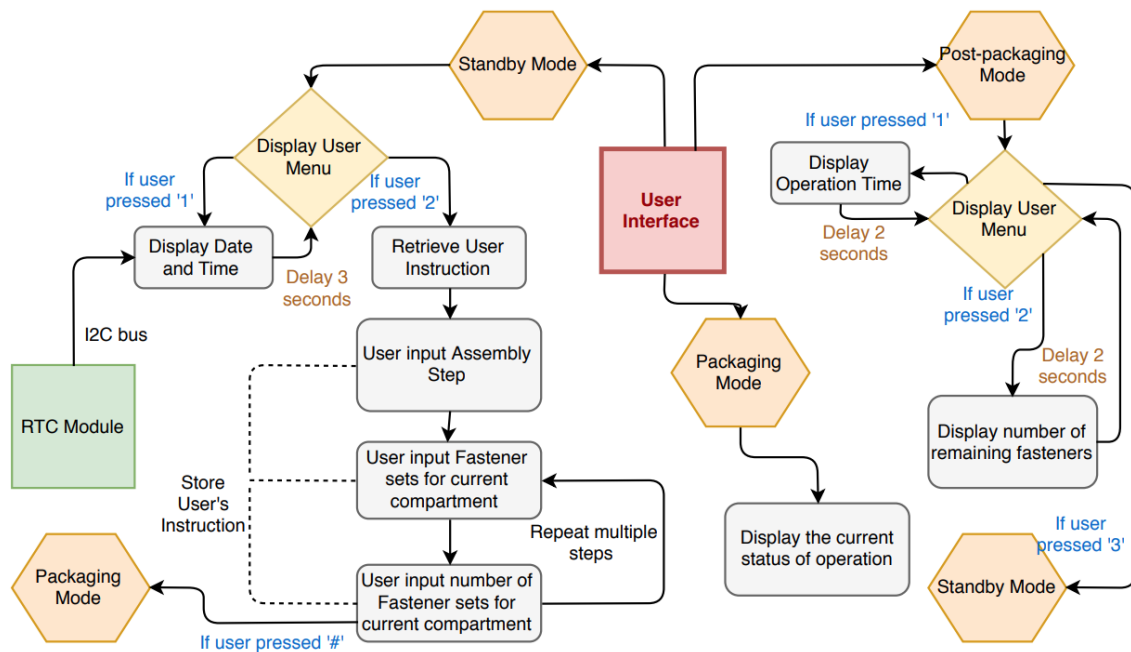 Standby Mode
Post-packaging
Mode
If user pressed '1'
Display User
Menu
If user
pressed '1'
If user
pressed '2'
User
Interface
Display
Operation Time
Display User
Menu
Delay 2
seconds
Display Date
and Time
Delay 3
seconds
Retrieve User
Instruction
If user
pressed '2'
I2C bus
User input Assembly
Step
Packaging
Mode
Delay 2
seconds
RTC Module
Display number of
remaining fasteners
User input Fastener
sets for current
compartment
Store
User's
Instruction
Repeat multiple
steps
Display the current
status of operation
If user
pressed '3'
Packaging
Mode
User input number of
Fastener sets for
current compartment
Standby Mode
If user pressed '#'